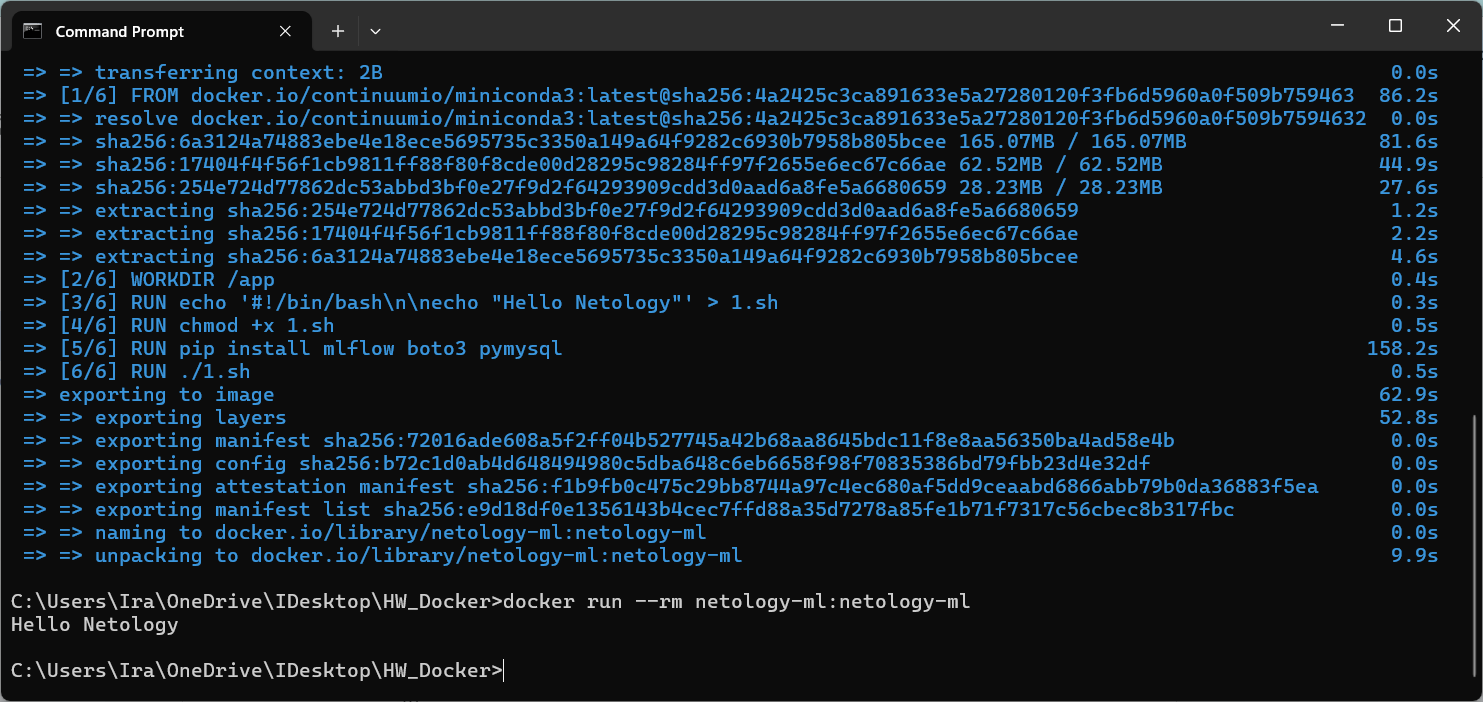 Command Prompt
=> => transferring context: 2B 0.0s
=> [1/6] FROM docker.io/continuumio/miniconda3:latest@sha256:4a2425c3ca891633e5a27280120f3fb6d5960a0f509b759463 86.2s
=> => resolve docker.io/continuumio/miniconda3:latest@sha256:4a2425c3ca891633e5a27280120f3fb6d5960a0f509b7594632 0.0s
=> => sha256:6a3124a74883ebe4e18ece5695735c3350a149a64f9282c6930b7958b805bcee 165.07MB / 165.07MB 81.6s
=> => sha256:17404f4f56f1cb9811ff88f80f8cde00d28295c98284ff97f2655e6ec67c66ae 62.52MB / 62.52MB 44.9s
=> => sha256:254e724d77862dc53abbd3bf0e27f9d2f64293909cdd3d0aad6a8fe5a6680659 28.23MB / 28.23MB 27.6s
=> => extracting sha256:254e724d77862dc53abbd3bf0e27f9d2f64293909cdd3d0aad6a8fe5a6680659 1.2s
=> => extracting sha256:17404f4f56f1cb9811ff88f80f8cde00d28295c98284ff97f2655e6ec67c66ae 2.2s
=> => extracting sha256:6a3124a74883ebe4e18ece5695735c3350a149a64f9282c6930b7958b805bcee 4.6s
=> [2/6] WORKDIR /app 0.4s
=> [3/6] RUN echo '#!/bin/bash\n\necho "Hello Netology"' > 1.sh 0.3s
=> [4/6] RUN chmod +x 1.sh 0.5s
=> [5/6] RUN pip install mlflow boto3 pymysql 158.2s
=> [6/6] RUN ./1.sh 0.5s
=> exporting to image 62.9s
=> => exporting layers 52.8s
=> => exporting manifest sha256:72016ade608a5f2ff04b527745a42b68aa8645bdc11f8e8aa56350ba4ad58e4b 0.0s
=> => exporting config sha256:b72c1d0ab4d648494980c5dba648c6eb6658f98f70835386bd79fbb23d4e32df 0.0s
=> => exporting attestation manifest sha256:f1b9fb0c475c29bb8744a97c4ec680af5dd9ceaabd6866abb79b0da36883f5ea 0.0s
=> => exporting manifest list sha256:e9d18df0e1356143b4cec7ffd88a35d7278a85fe1b71f7317c56cbec8b317fbc 0.0s
=> => naming to docker.io/library/netology-ml:netology-ml 0.0s
=> => unpacking to docker.io/library/netology-ml:netology-ml 9.9s
C:\Users\Ira\OneDrive\IDesktop\HW_Docker>docker run --rm netology-ml:netology-ml
Hello Netology
C:\Users\Ira\OneDrive\IDesktop\HW_Docker>